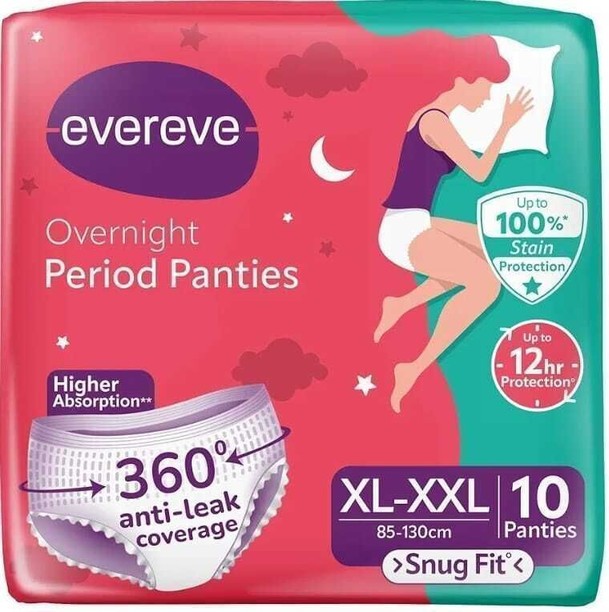 evereve
Overnight
Period Panties
Up to
100%*
Stain
Protection
Up to
12hr
Protection°
Higher
Absorption**
360°
anti-leak
coverage
XL-XXL
85-130cm
10
Panties
>Snug Fit°<